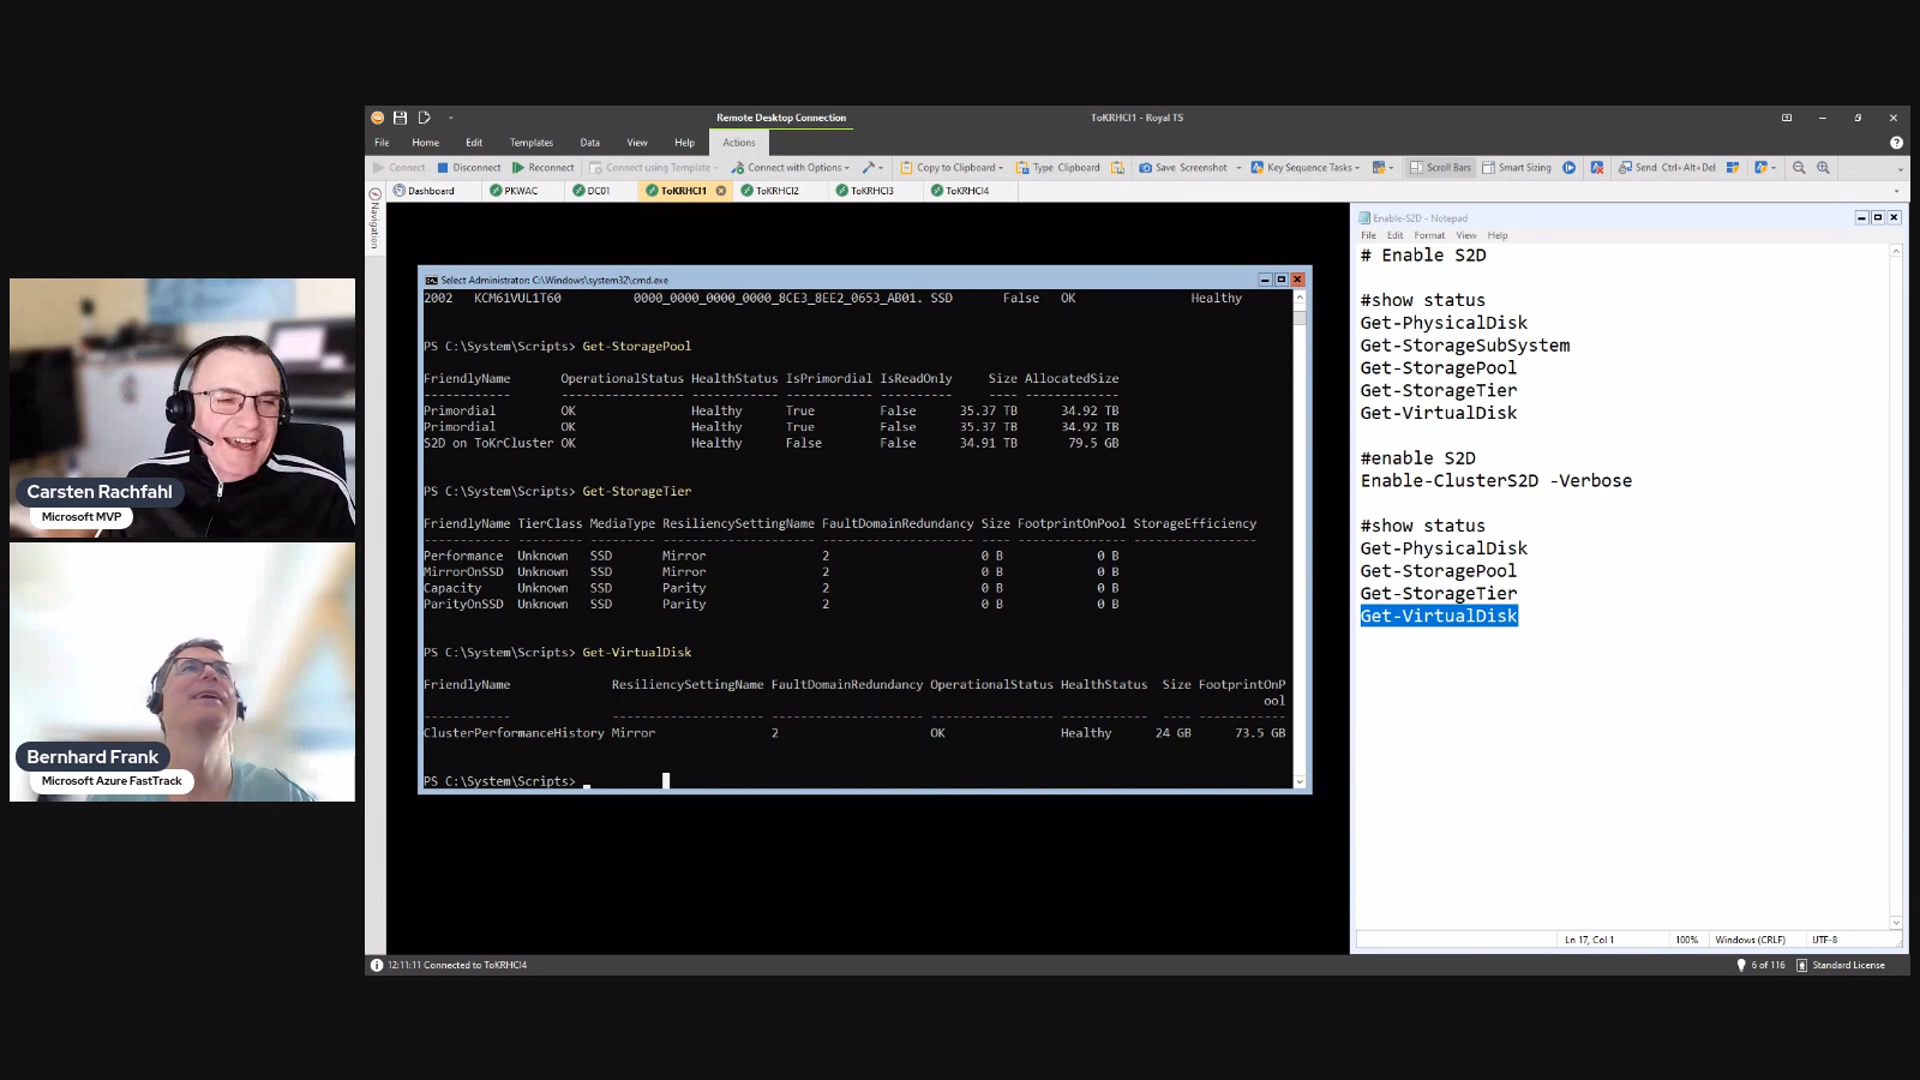 Remote Desktop Connection
ToKRHCI1 - Royal TS
File Home Edit Templates Data View Help Actions
Connect Disconnect Reconnect Connect using Template Connect with Options Copy to Clipboard Type Clipboard Save Screenshot Key Sequence Tasks Scroll Bars Smart Sizing Send Ctrl+Alt+Del
Dashboard PKWAC DC01 ToKRHCI1 ToKRHCI2 ToKRHCI3 ToKRHCI4
Navigation
Select Administrator: C:\Windows\system32\cmd.exe
2002 KCM61VUL1T60 0000_0000_0000_0000_8CE3_8EE2_0653_AB01. SSD False OK Healthy
PS C:\System\Scripts> Get-StoragePool
FriendlyName OperationalStatus HealthStatus IsPrimordial IsReadOnly Size AllocatedSize
------------ ----------------- ------------ ------------ ---------- ---- -------------
Primordial OK Healthy True False 35.37 TB 34.92 TB
Primordial OK Healthy True False 35.37 TB 34.92 TB
S2D on ToKrCluster OK Healthy False False 34.91 TB 79.5 GB
PS C:\System\Scripts> Get-StorageTier
FriendlyName TierClass MediaType ResiliencySettingName FaultDomainRedundancy Size FootprintOnPool StorageEfficiency
------------ --------- --------- --------------------- --------------------- ---- --------------- -----------------
Performance Unknown SSD Mirror 2 0 B 0 B
MirrorOnSSD Unknown SSD Mirror 2 0 B 0 B
Capacity Unknown SSD Parity 2 0 B 0 B
ParityOnSSD Unknown SSD Parity 2 0 B 0 B
PS C:\System\Scripts> Get-VirtualDisk
FriendlyName ResiliencySettingName FaultDomainRedundancy OperationalStatus HealthStatus Size FootprintOnP
ool
------------ --------------------- --------------------- ----------------- ------------ ---- ------------
ClusterPerformanceHistory Mirror 2 OK Healthy 24 GB 73.5 GB
PS C:\System\Scripts>
Enable-S2D - Notepad
File Edit Format View Help
# Enable S2D
#show status
Get-PhysicalDisk
Get-StorageSubSystem
Get-StoragePool
Get-StorageTier
Get-VirtualDisk
#enable S2D
Enable-ClusterS2D -Verbose
#show status
Get-PhysicalDisk
Get-StoragePool
Get-StorageTier
Get-VirtualDisk
Ln 17, Col 1 100% Windows (CRLF) UTF-8
12:11:11 Connected to ToKRHCI4
6 of 116 Standard License
Carsten Rachfahl
Microsoft MVP
Bernhard Frank
Microsoft Azure FastTrack